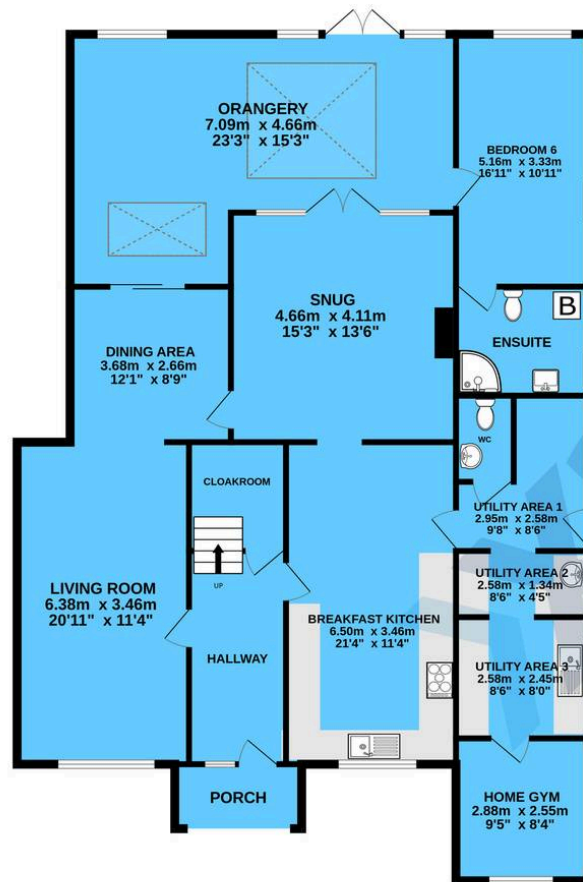 ORANGERY
7.09m x 4.66m
23'3" x 15'3"
BEDROOM 6
5.16m x 3.33m
16'11" x 10'11"
SNUG
4.66m x 4.11m
15'3" x 13'6"
B
ENSUITE
DINING AREA
3.68m x 2.66m
12'1" x 8'9"
WC
CLOAKROOM
UTILITY AREA 1
2.95m x 2.58m
9'8" x 8'6"
UP
UTILITY AREA 2
2.58m x 1.34m
8'6" x 4'5"
LIVING ROOM
6.38m x 3.46m
20'11" x 11'4"
BREAKFAST KITCHEN
6.50m x 3.46m
21'4" x 11'4"
HALLWAY
UTILITY AREA 3
2.58m x 2.45m
8'6" x 8'0"
PORCH
HOME GYM
2.88m x 2.55m
9'5" x 8'4"